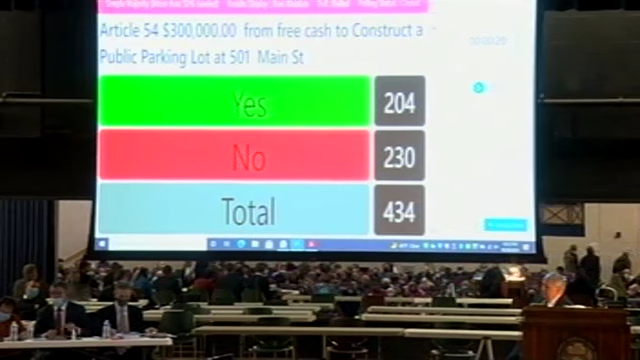 Article 54 $300,000.00 from free cash to Construct a
Public Parking Lot at 501 Main St
Yes 204
No 230
Total 434